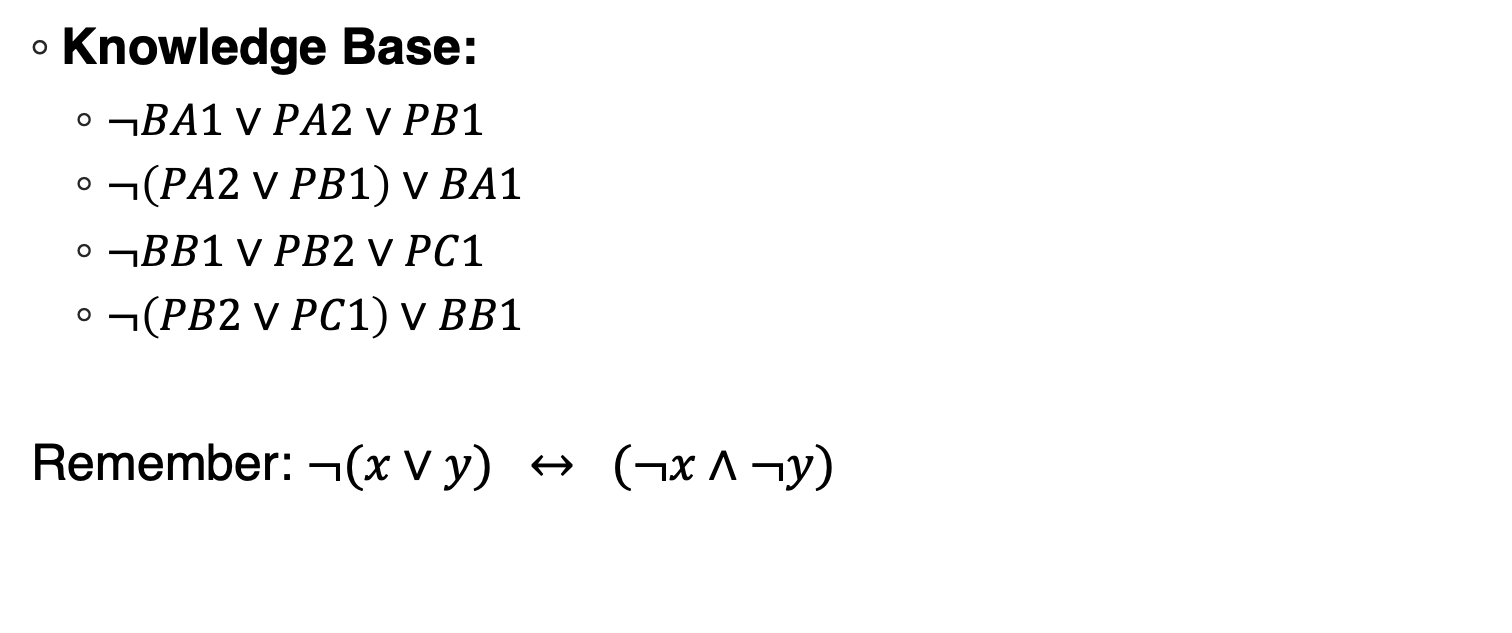 ◦ Knowledge Base:
◦ ¬BA1 ∨ PA2 ∨ PB1
◦ ¬(PA2 ∨ PB1) ∨ BA1
◦ ¬BB1 ∨ PB2 ∨ PC1
◦ ¬(PB2 ∨ PC1) ∨ BB1
Remember: ¬(x ∨ y) ↔ (¬x ∧ ¬y)